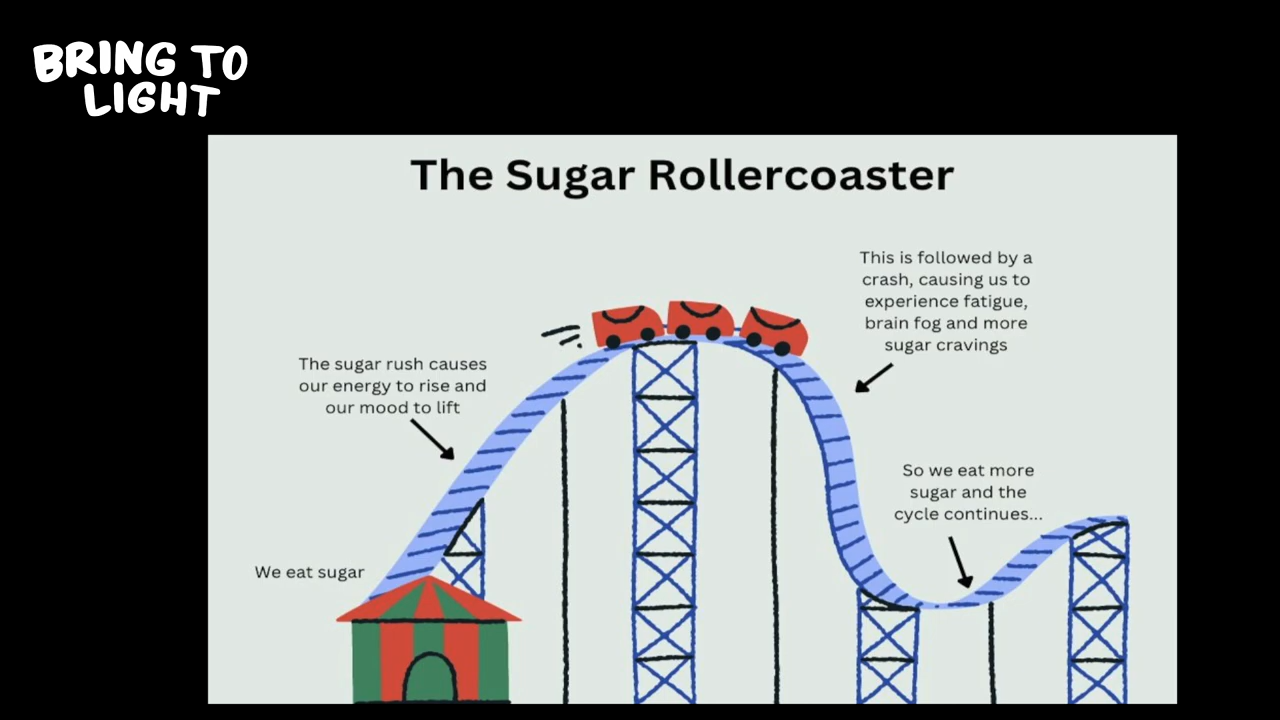 BRING TO
LIGHT
The Sugar Rollercoaster
This is followed by a
crash, causing us to
experience fatigue,
brain fog and more
sugar cravings
The sugar rush causes
our energy to rise and
our mood to lift
So we eat more
sugar and the
cycle continues...
We eat sugar